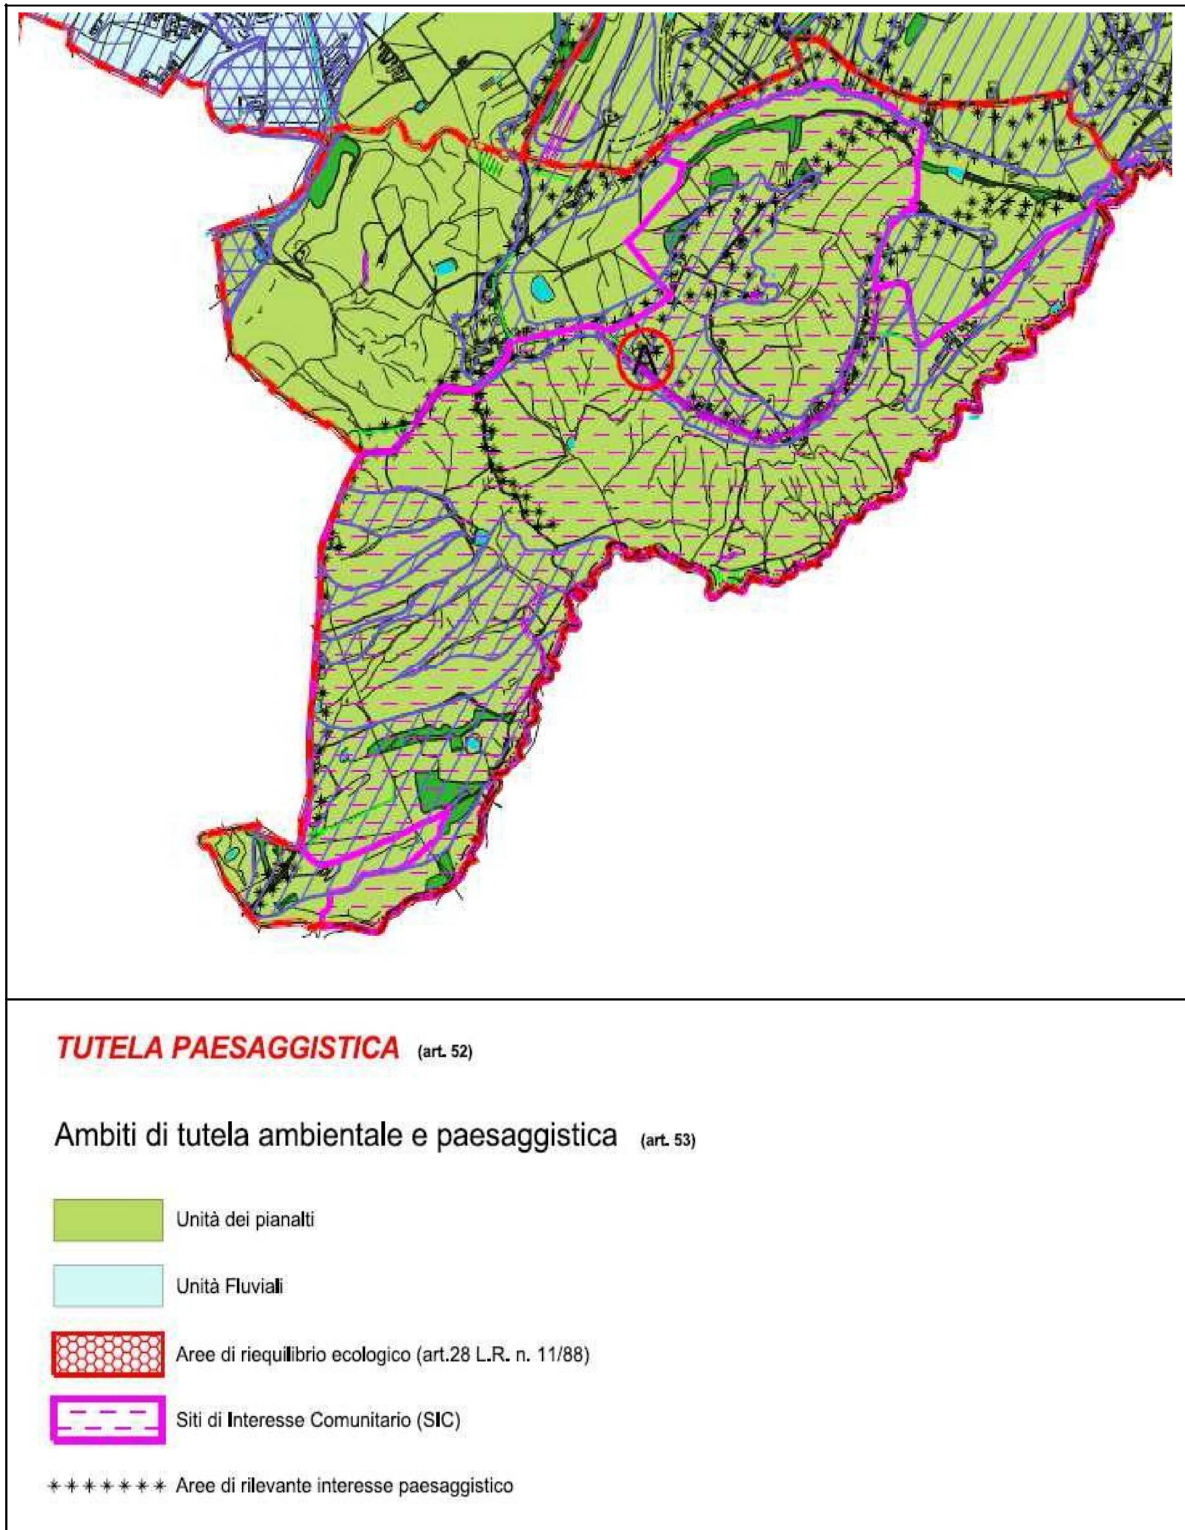 A
TUTELA PAESAGGISTICA (art. 52)
Ambiti di tutela ambientale e paesaggistica (art. 53)
Unità dei pianalti
Unità Fluviali
Aree di riequilibrio ecologico (art.28 L.R. n. 11/88)
Siti di Interesse Comunitario (SIC)
Aree di rilevante interesse paesaggistico